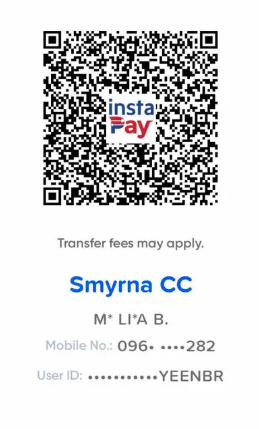 insta
Pay
Transfer fees may apply.
Smyrna CC
M* LI*A B.
Mobile No.: 096• ••••282
User ID: •••••••••••YEENBR